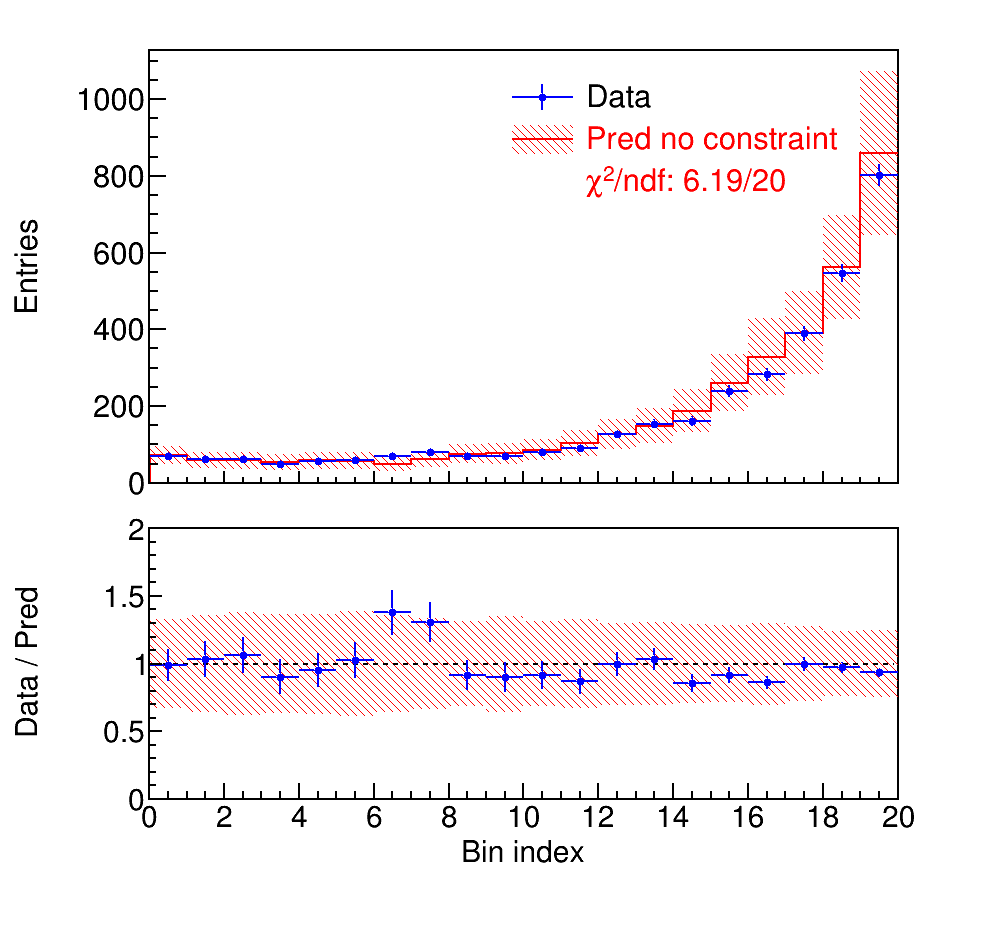 Entries
1000
800
600
400
200
0
Data
Pred no constraint
χ²/ndf: 6.19/20
Data / Pred
2
1.5
1
0.5
0
0 2 4 6 8 10 12 14 16 18 20
Bin index